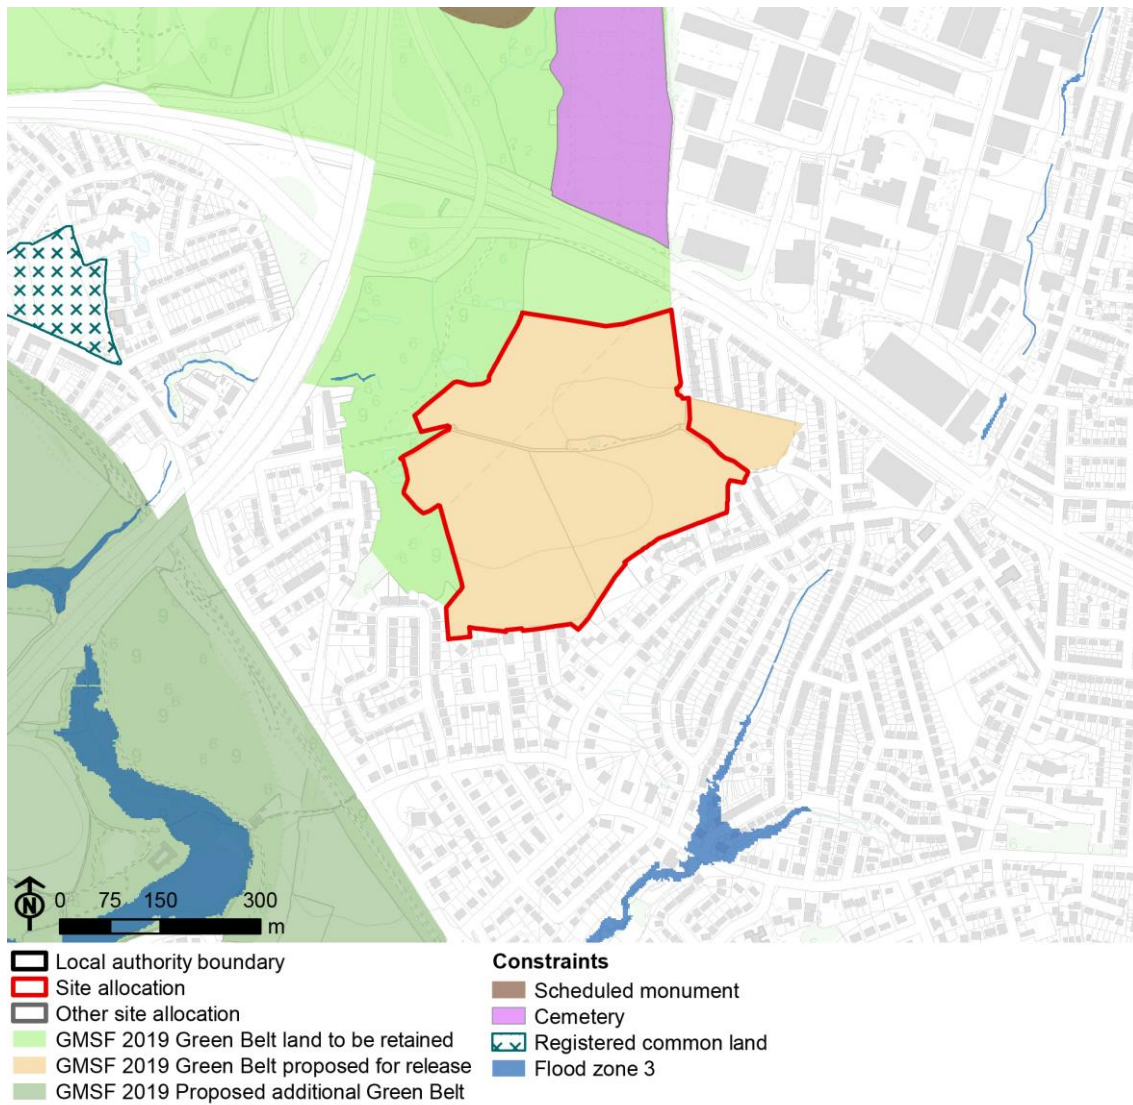 N
0 75 150 300
m
Local authority boundary
Site allocation
Other site allocation
GMSF 2019 Green Belt land to be retained
GMSF 2019 Green Belt proposed for release
GMSF 2019 Proposed additional Green Belt
Constraints
Scheduled monument
Cemetery
Registered common land
Flood zone 3